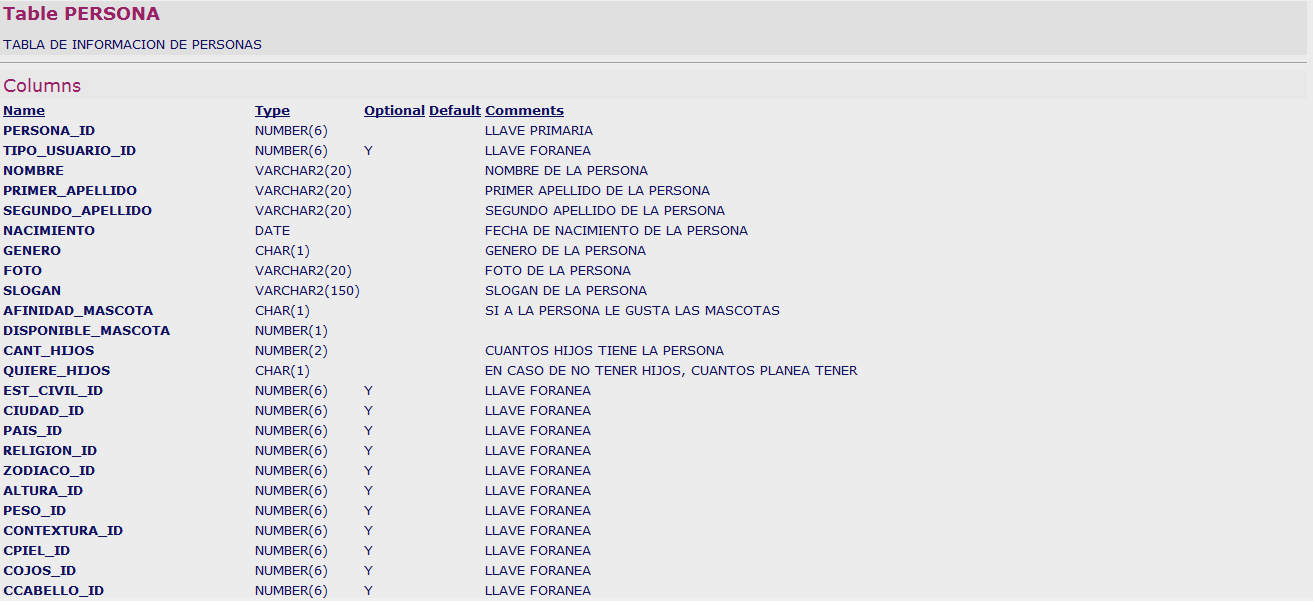 Table PERSONA
TABLA DE INFORMACION DE PERSONAS
Columns
Name Type Optional Default Comments
PERSONA_ID NUMBER(6) LLAVE PRIMARIA
TIPO_USUARIO_ID NUMBER(6) Y LLAVE FORANEA
NOMBRE VARCHAR2(20) NOMBRE DE LA PERSONA
PRIMER_APELLIDO VARCHAR2(20) PRIMER APELLIDO DE LA PERSONA
SEGUNDO_APELLIDO VARCHAR2(20) SEGUNDO APELLIDO DE LA PERSONA
NACIMIENTO DATE FECHA DE NACIMIENTO DE LA PERSONA
GENERO CHAR(1) GENERO DE LA PERSONA
FOTO VARCHAR2(20) FOTO DE LA PERSONA
SLOGAN VARCHAR2(150) SLOGAN DE LA PERSONA
AFINIDAD_MASCOTA CHAR(1) SI A LA PERSONA LE GUSTA LAS MASCOTAS
DISPONIBLE_MASCOTA NUMBER(1)
CANT_HIJOS NUMBER(2) CUANTOS HIJOS TIENE LA PERSONA
QUIERE_HIJOS CHAR(1) EN CASO DE NO TENER HIJOS, CUANTOS PLANEA TENER
EST_CIVIL_ID NUMBER(6) Y LLAVE FORANEA
CIUDAD_ID NUMBER(6) Y LLAVE FORANEA
PAIS_ID NUMBER(6) Y LLAVE FORANEA
RELIGION_ID NUMBER(6) Y LLAVE FORANEA
ZODIACO_ID NUMBER(6) Y LLAVE FORANEA
ALTURA_ID NUMBER(6) Y LLAVE FORANEA
PESO_ID NUMBER(6) Y LLAVE FORANEA
CONTEXTURA_ID NUMBER(6) Y LLAVE FORANEA
CPIEL_ID NUMBER(6) Y LLAVE FORANEA
COJOS_ID NUMBER(6) Y LLAVE FORANEA
CCABELLO_ID NUMBER(6) Y LLAVE FORANEA